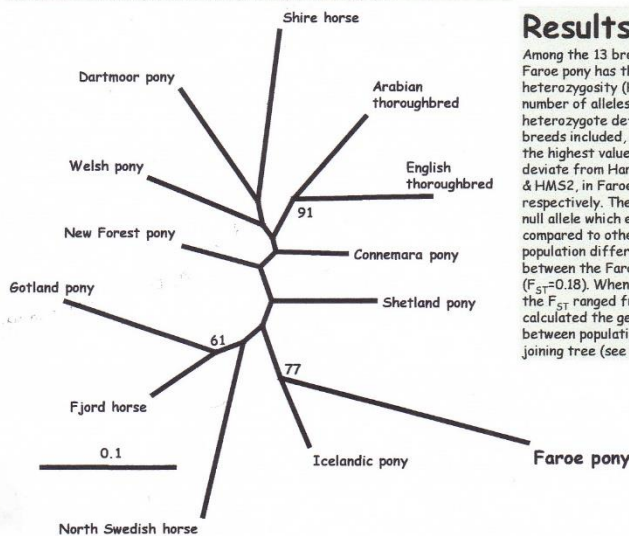 Shire horse
Dartmoor pony
Arabian
thoroughbred
Welsh pony
English
thoroughbred
91
New Forest pony
Connemara pony
Gotland pony
Shetland pony
61
77
Fjord horse
0.1
Icelandic pony
Faroe pony
North Swedish horse
Results
Among the 13 bre
Faroe pony has th
heterozygosity (
number of alleles
heterozygote de
breeds included,
the highest value
deviate from Har
& HMS2, in Faroe
respectively. The
null allele which e
compared to othe
population differ
between the Faro
(FST=0.18). When
the FST ranged fr
calculated the ge
between populati
joining tree (see